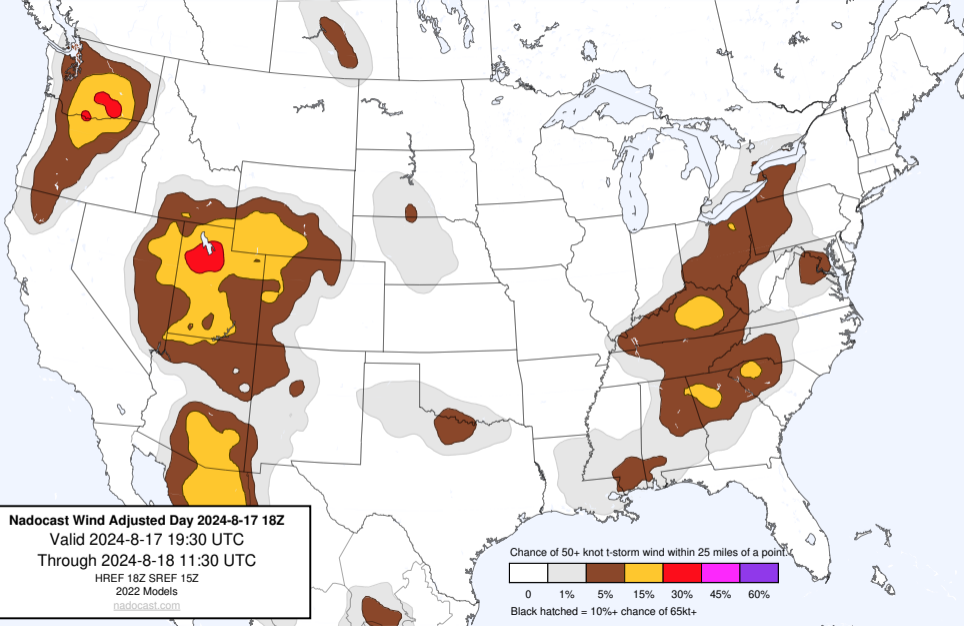 Nadocast Wind Adjusted Day 2024-8-17 18Z
Valid 2024-8-17 19:30 UTC
Through 2024-8-18 11:30 UTC
HREF 18Z SREF 15Z
2022 Models
nadocast.com
Chance of 50+ knot t-storm wind within 25 miles of a point.
0 1% 5% 15% 30% 45% 60%
Black hatched = 10%+ chance of 65kt+